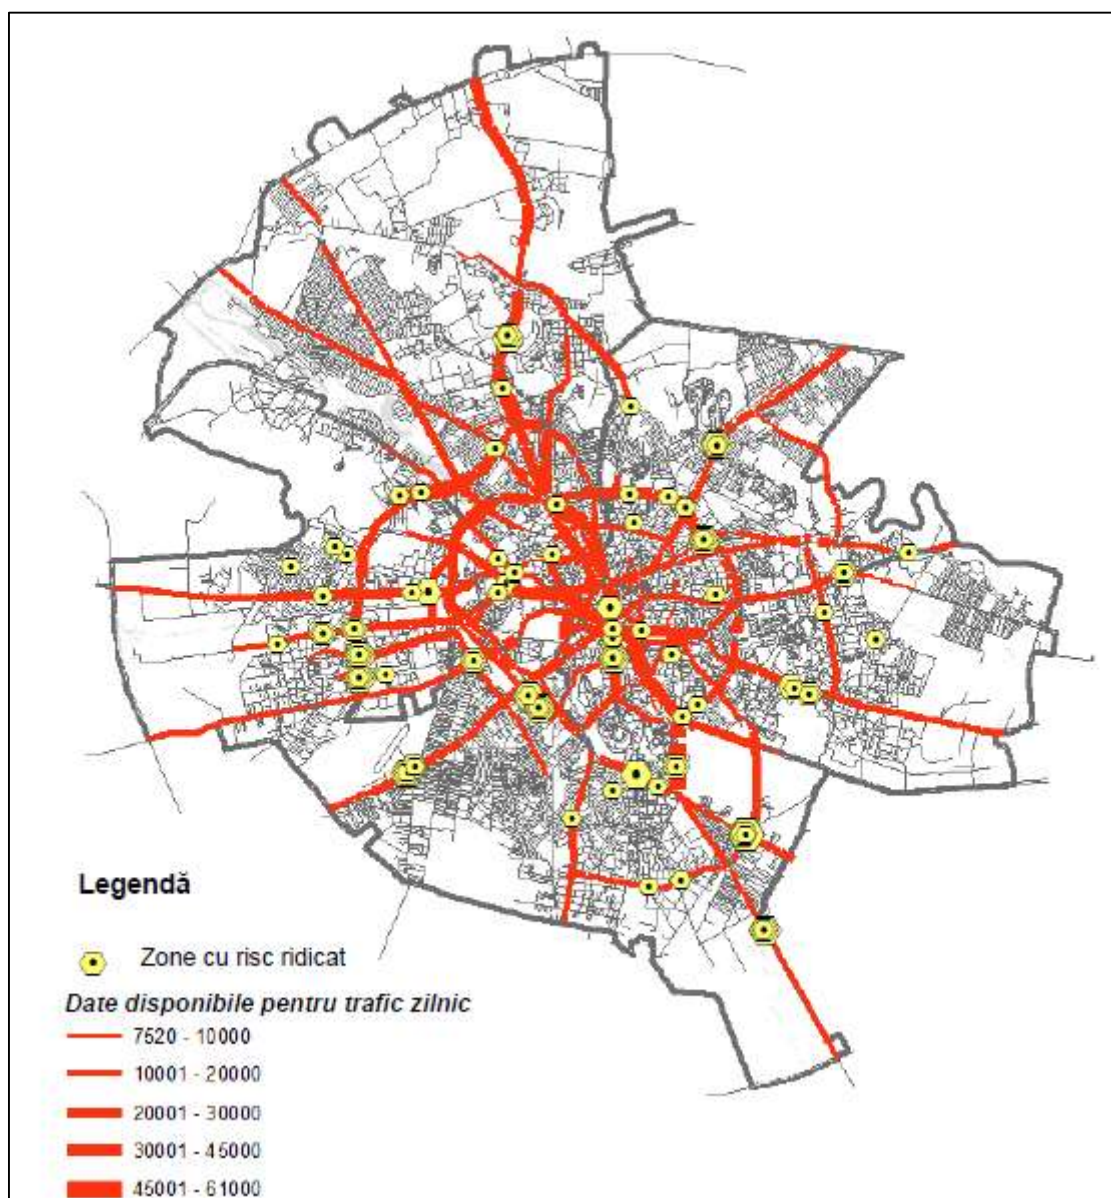 Legendă
Zone cu risc ridicat
Date disponibile pentru trafic zilnic
7520 - 10000
10001 - 20000
20001 - 30000
30001 - 45000
45001 - 61000